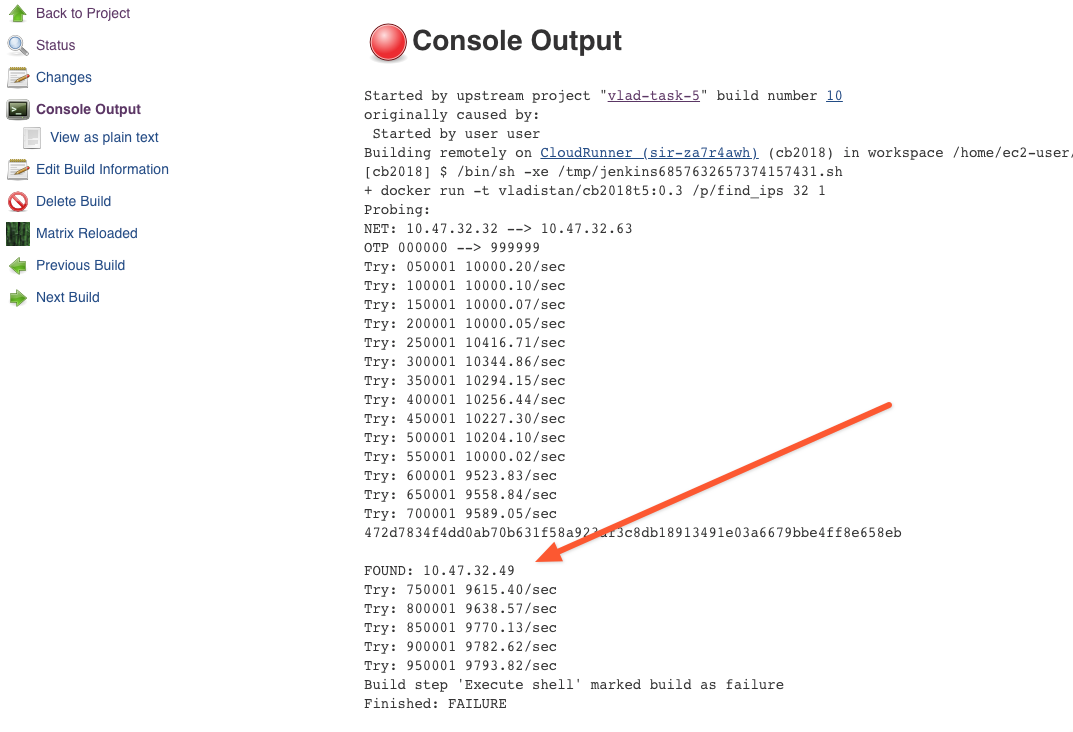 Back to Project
Status
Changes
Console Output
View as plain text
Edit Build Information
Delete Build
Matrix Reloaded
Previous Build
Next Build
Console Output
Started by upstream project "vlad-task-5" build number 10
originally caused by:
Started by user user
Building remotely on CloudRunner (sir-za7r4awh) (cb2018) in workspace /home/ec2-user/
[cb2018] $ /bin/sh -xe /tmp/jenkins6857632657374157431.sh
+ docker run -t vladistan/cb2018t5:0.3 /p/find_ips 32 1
Probing:
NET: 10.47.32.32 --> 10.47.32.63
OTP 000000 --> 999999
Try: 050001 10000.20/sec
Try: 100001 10000.10/sec
Try: 150001 10000.07/sec
Try: 200001 10000.05/sec
Try: 250001 10416.71/sec
Try: 300001 10344.86/sec
Try: 350001 10294.15/sec
Try: 400001 10256.44/sec
Try: 450001 10227.30/sec
Try: 500001 10204.10/sec
Try: 550001 10000.02/sec
Try: 600001 9523.83/sec
Try: 650001 9558.84/sec
Try: 700001 9589.05/sec
FOUND: 10.47.32.49
Try: 750001 9615.40/sec
Try: 800001 9638.57/sec
Try: 850001 9770.13/sec
Try: 900001 9782.62/sec
Try: 950001 9793.82/sec
Build step 'Execute shell' marked build as failure
Finished: FAILURE